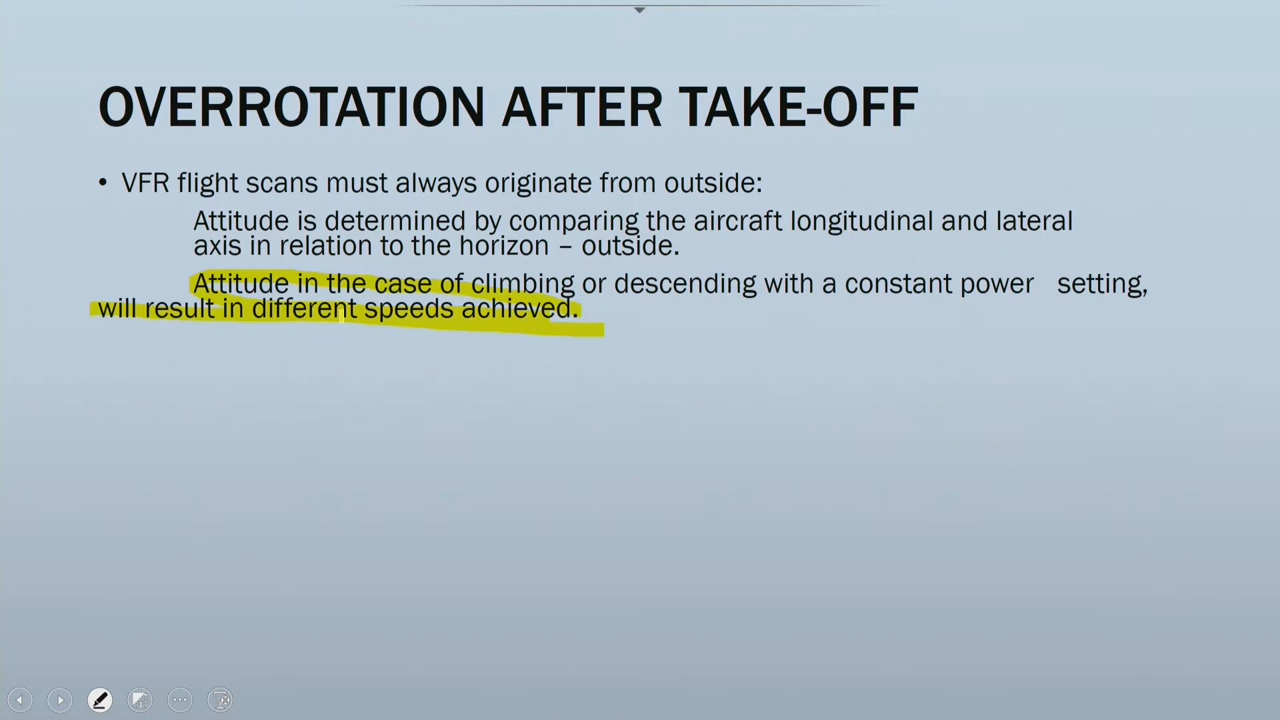 OVERROTATION AFTER TAKE-OFF
• VFR flight scans must always originate from outside:
Attitude is determined by comparing the aircraft longitudinal and lateral
axis in relation to the horizon – outside.
Attitude in the case of climbing or descending with a constant power setting,
will result in different speeds achieved.